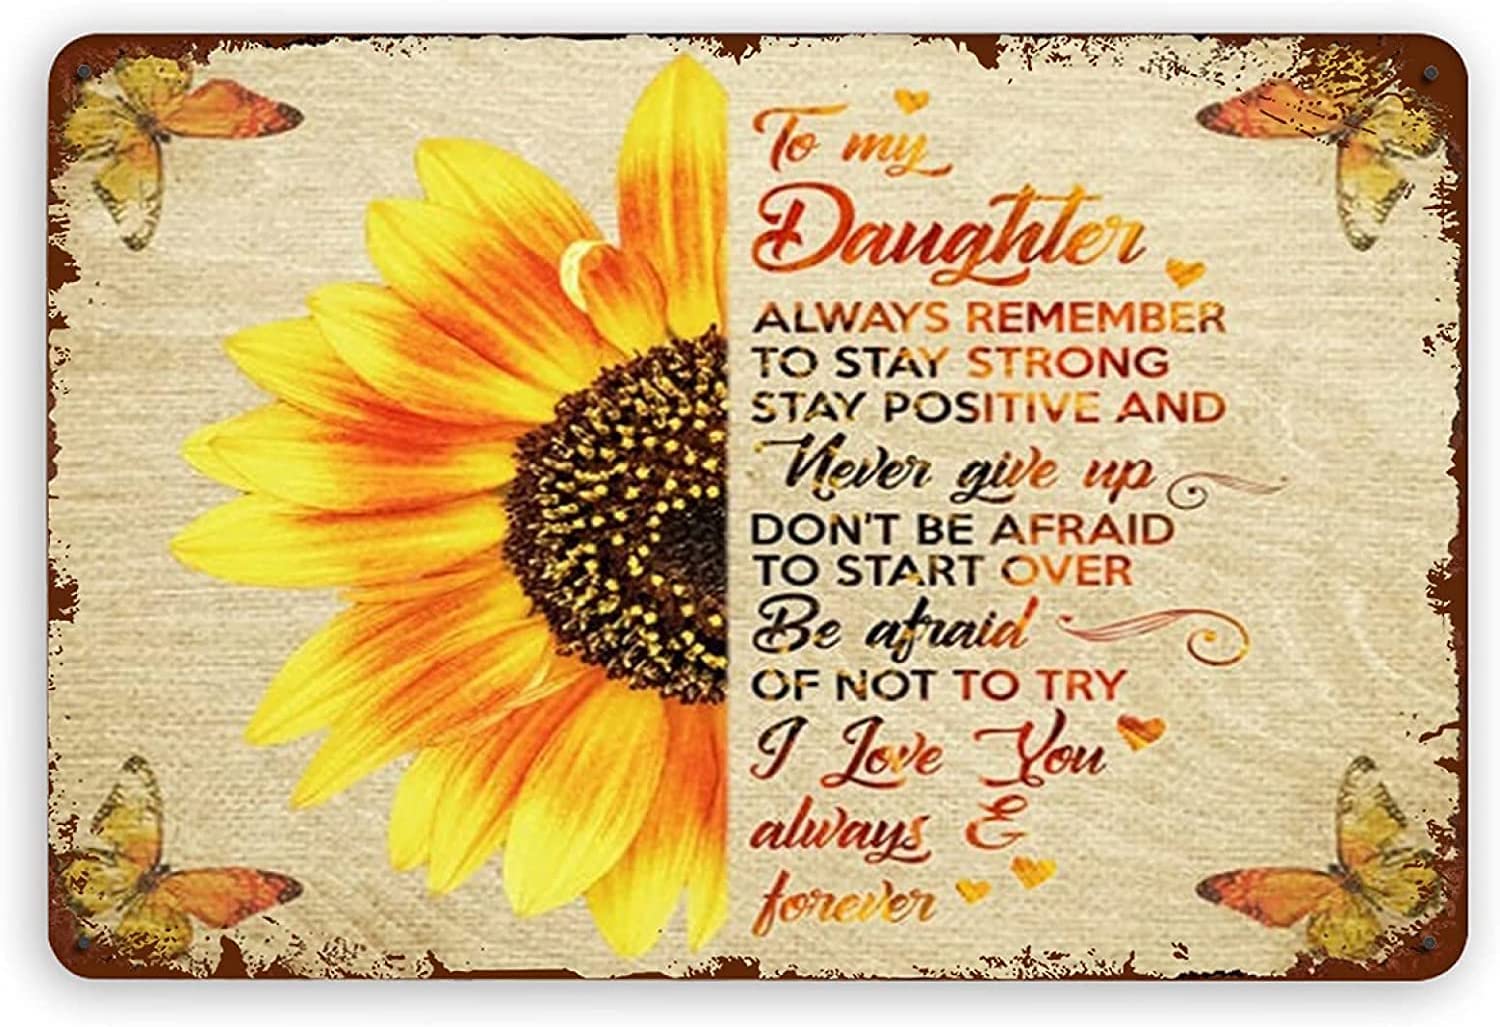 To my
Daughter
ALWAYS REMEMBER
TO STAY STRONG
STAY POSITIVE AND
Never give up
DON'T BE AFRAID
TO START OVER
Be afraid
OF NOT TO TRY
I Love You
always &
forever